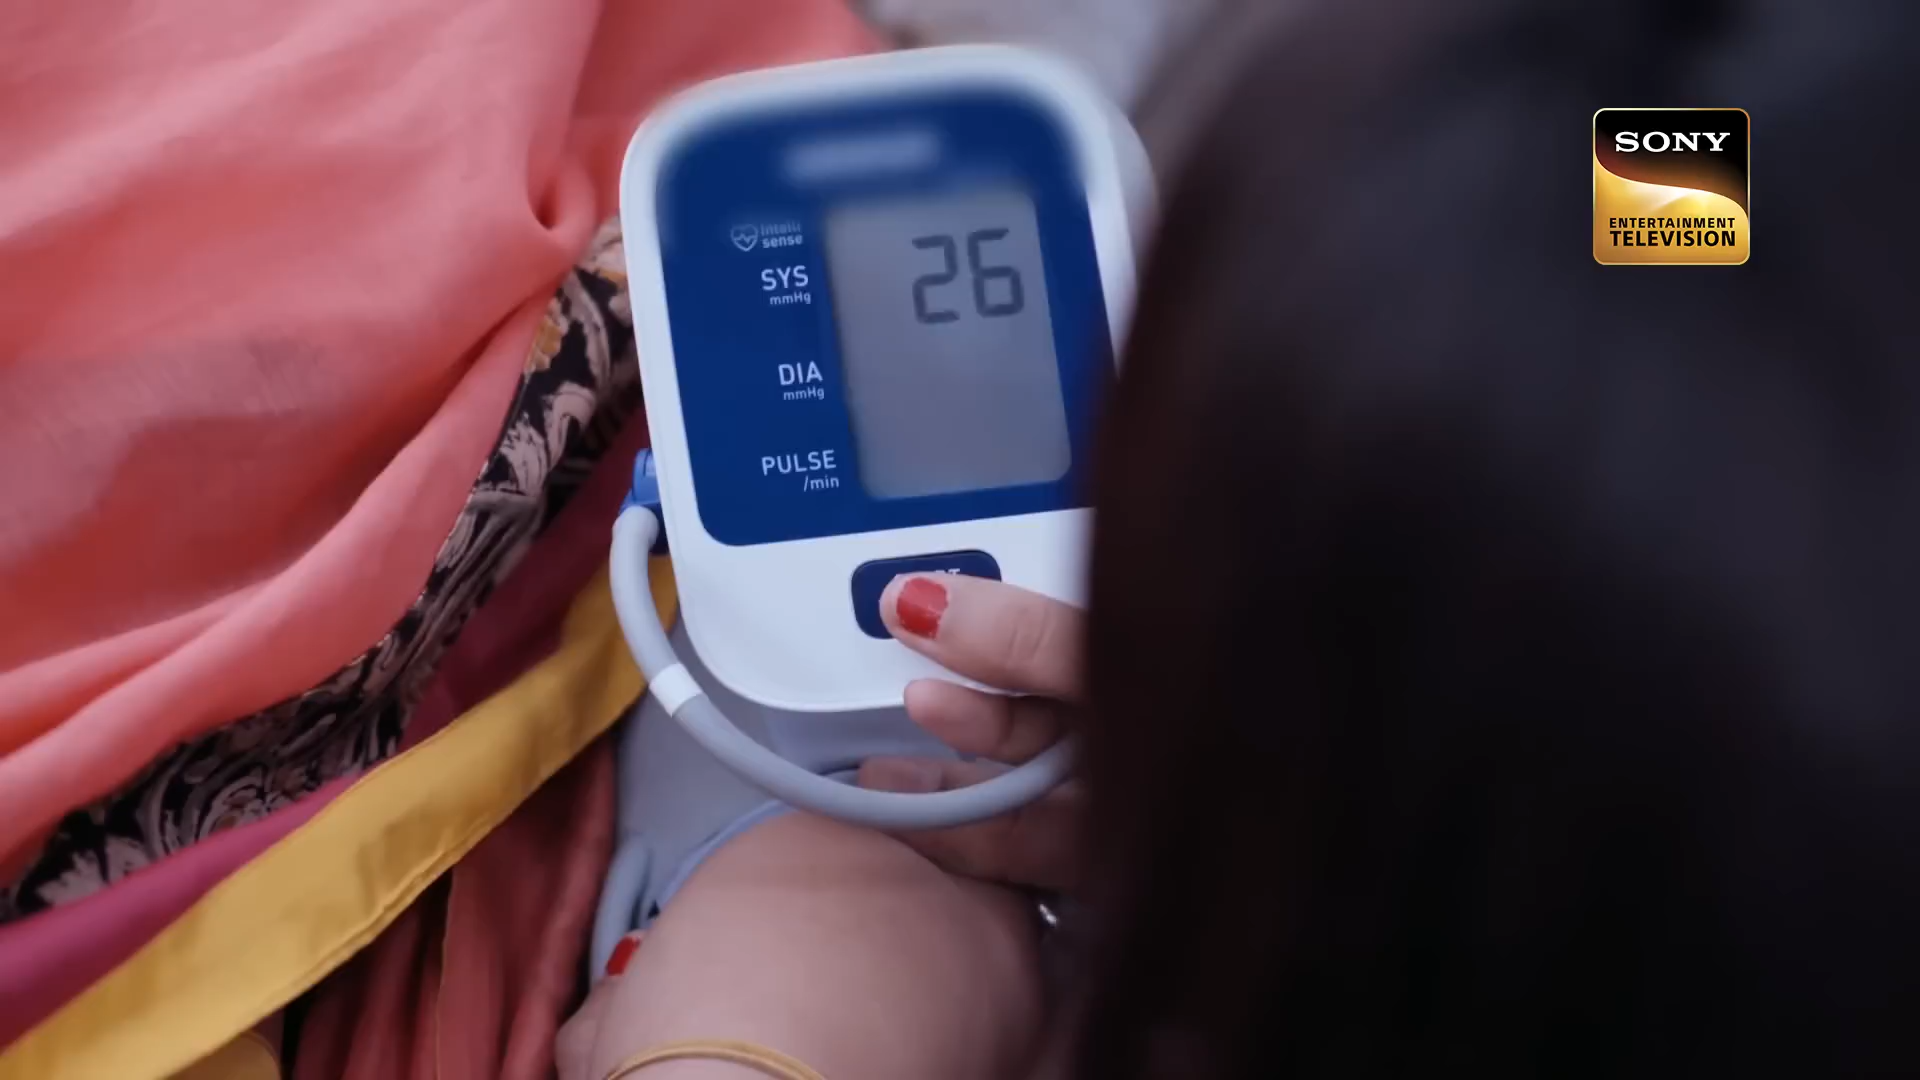 SONY
ENTERTAINMENT
TELEVISION
intelli
sense
SYS
mmHg
26
DIA
mmHg
PULSE
/min